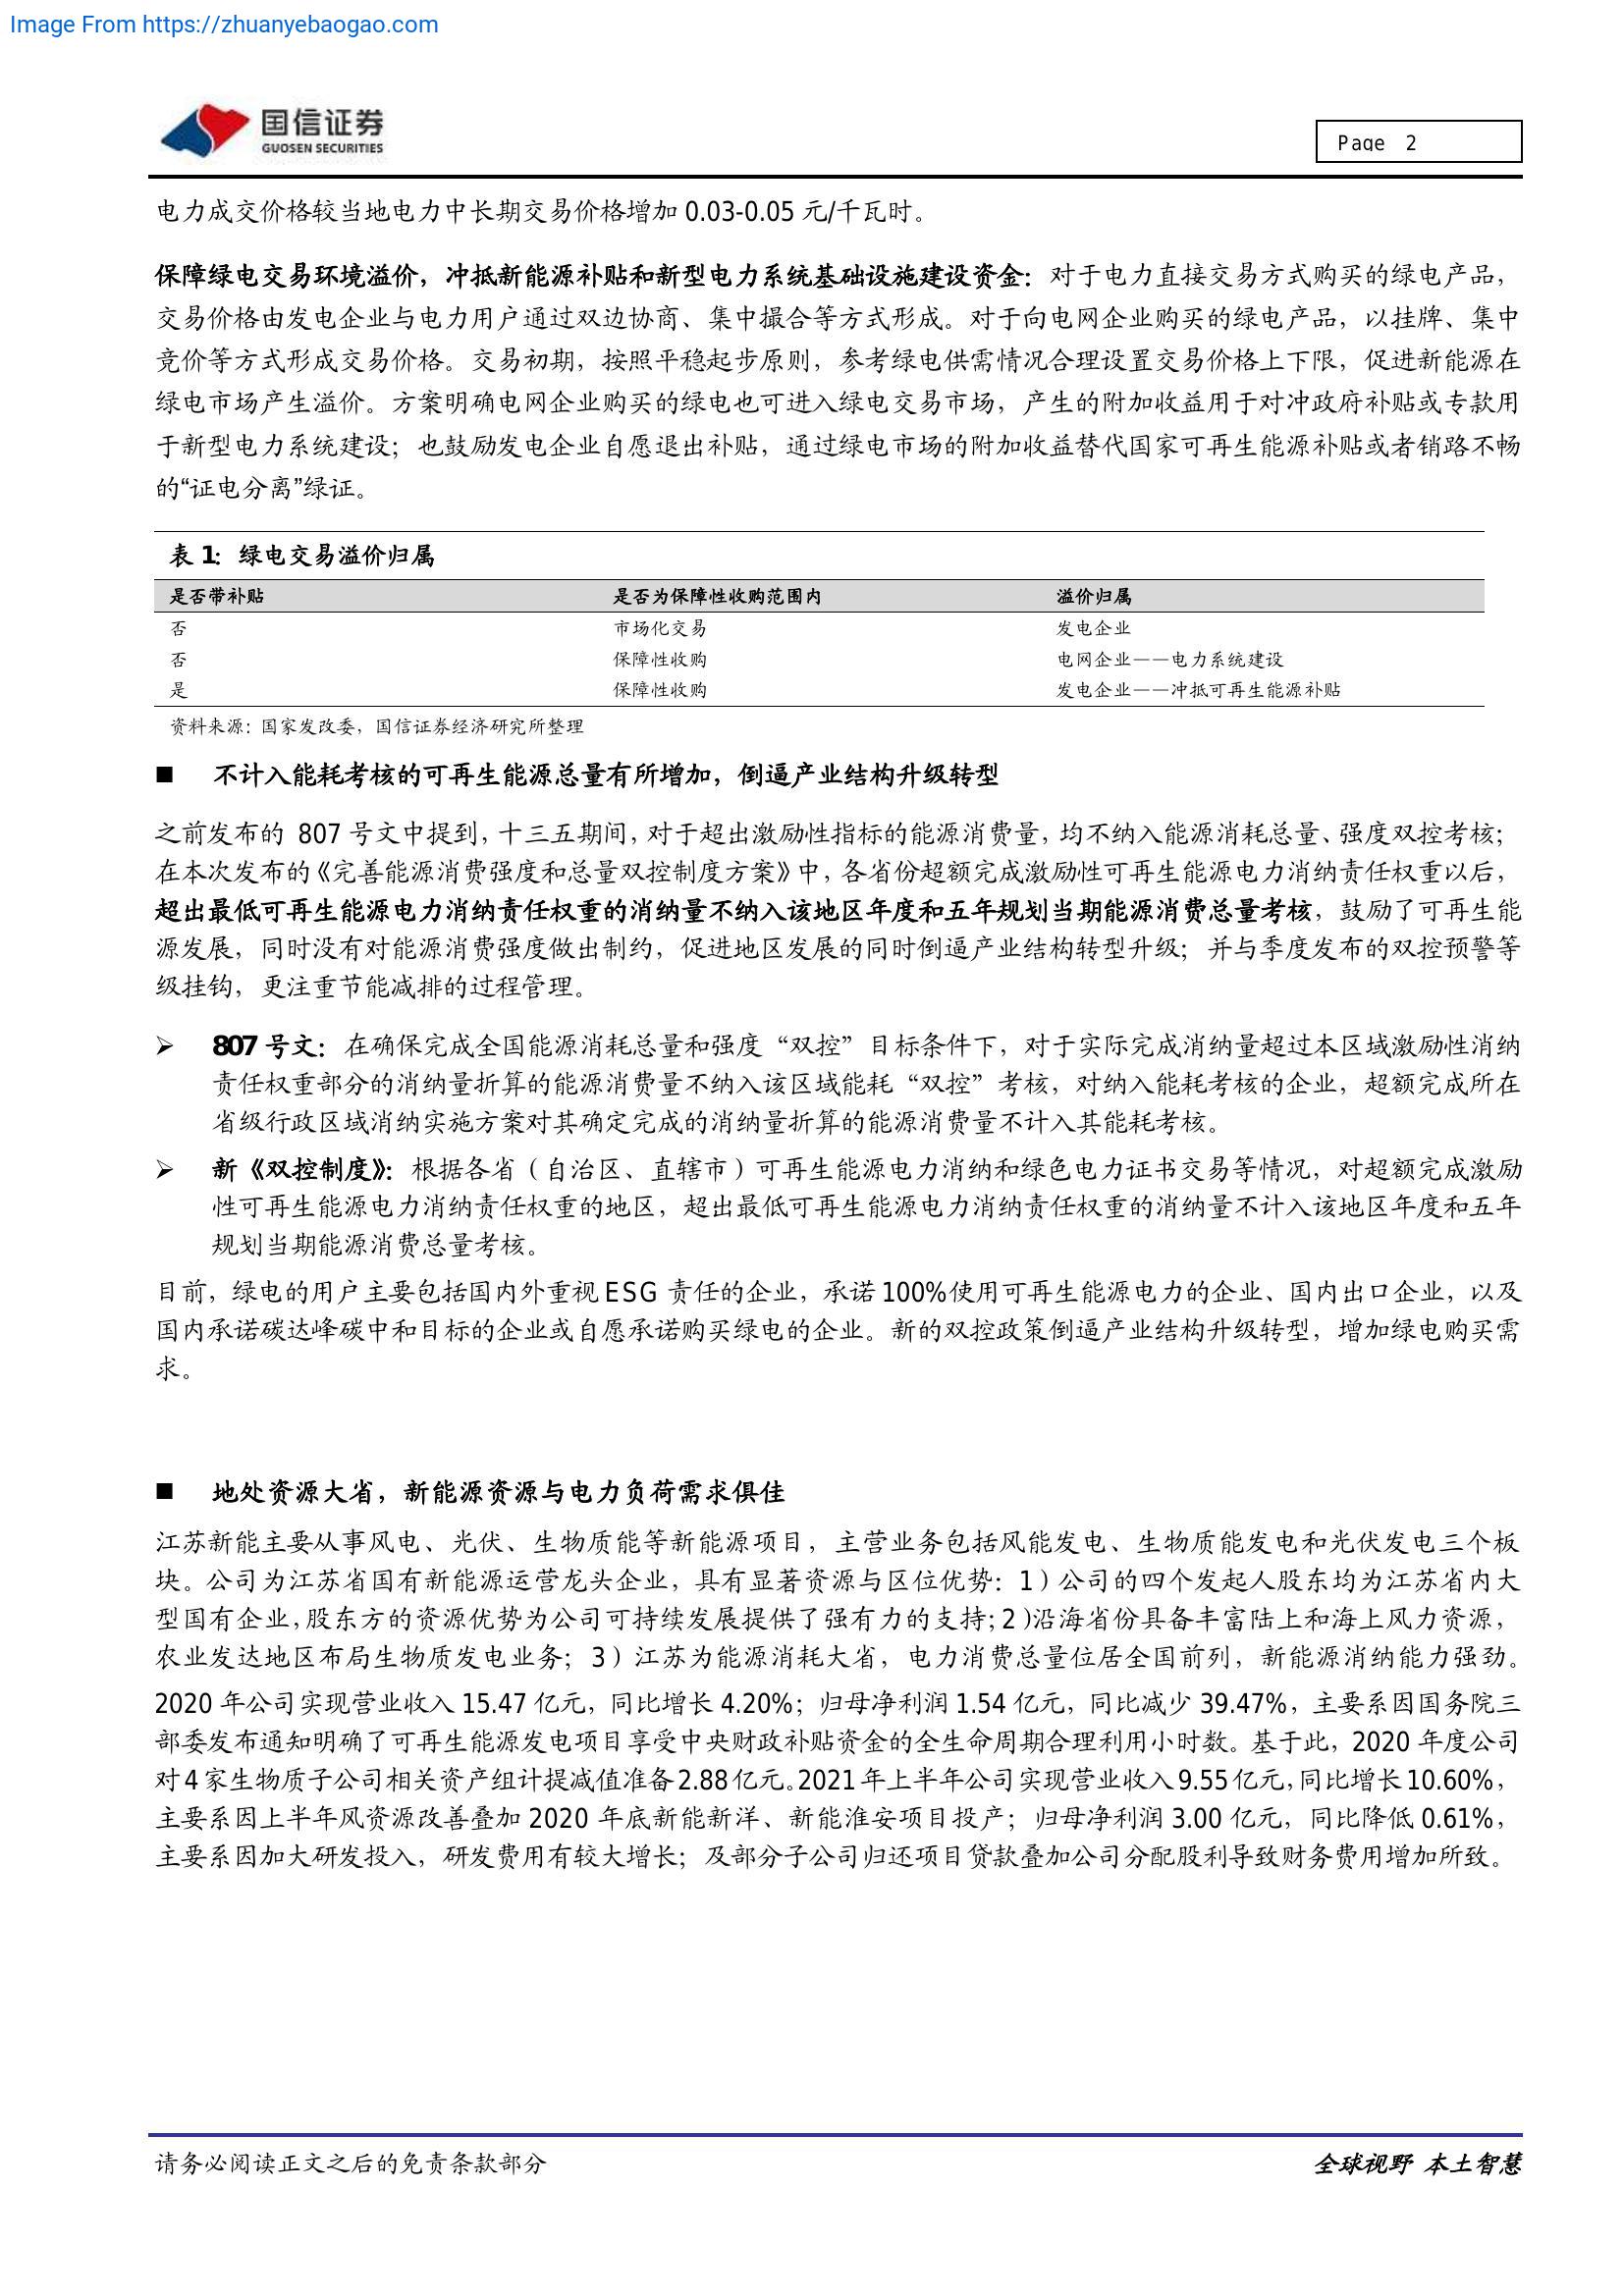 Image From https://zhuanyebaogao.com
国信证券
GUOSEN SECURITIES
Page 2
电力成交价格较当地电力中长期交易价格增加 0.03-0.05 元/千瓦时。
保障绿电交易环境溢价，冲抵新能源补贴和新型电力系统基础设施建设资金：对于电力直接交易方式购买的绿电产品，
交易价格由发电企业与电力用户通过双边协商、集中撮合等方式形成。对于向电网企业购买的绿电产品，以挂牌、集中
竞价等方式形成交易价格。交易初期，按照平稳起步原则，参考绿电供需情况合理设置交易价格上下限，促进新能源在
绿电市场产生溢价。方案明确电网企业购买的绿电也可进入绿电交易市场，产生的附加收益用于对冲政府补贴或专款用
于新型电力系统建设；也鼓励发电企业自愿退出补贴，通过绿电市场的附加收益替代国家可再生能源补贴或者销路不畅
的“证电分离”绿证。
表 1：绿电交易溢价归属
是否带补贴 是否为保障性收购范围内 溢价归属
否 市场化交易 发电企业
否 保障性收购 电网企业——电力系统建设
是 保障性收购 发电企业——冲抵可再生能源补贴
资料来源：国家发改委，国信证券经济研究所整理
■ 不计入能耗考核的可再生能源总量有所增加，倒逼产业结构升级转型
之前发布的 807 号文中提到，十三五期间，对于超出激励性指标的能源消费量，均不纳入能源消耗总量、强度双控考核；
在本次发布的《完善能源消费强度和总量双控制度方案》中，各省份超额完成激励性可再生能源电力消纳责任权重以后，
超出最低可再生能源电力消纳责任权重的消纳量不纳入该地区年度和五年规划当期能源消费总量考核，鼓励了可再生能
源发展，同时没有对能源消费强度做出制约，促进地区发展的同时倒逼产业结构转型升级；并与季度发布的双控预警等
级挂钩，更注重节能减排的过程管理。
➢ 807 号文：在确保完成全国能源消耗总量和强度“双控”目标条件下，对于实际完成消纳量超过本区域激励性消纳
责任权重部分的消纳量折算的能源消费量不纳入该区域能耗“双控”考核，对纳入能耗考核的企业，超额完成所在
省级行政区域消纳实施方案对其确定完成的消纳量折算的能源消费量不计入其能耗考核。
➢ 新《双控制度》：根据各省（自治区、直辖市）可再生能源电力消纳和绿色电力证书交易等情况，对超额完成激励
性可再生能源电力消纳责任权重的地区，超出最低可再生能源电力消纳责任权重的消纳量不计入该地区年度和五年
规划当期能源消费总量考核。
目前，绿电的用户主要包括国内外重视 ESG 责任的企业，承诺 100%使用可再生能源电力的企业、国内出口企业，以及
国内承诺碳达峰碳中和目标的企业或自愿承诺购买绿电的企业。新的双控政策倒逼产业结构升级转型，增加绿电购买需
求。
■ 地处资源大省，新能源资源与电力负荷需求俱佳
江苏新能主要从事风电、光伏、生物质能等新能源项目，主营业务包括风能发电、生物质能发电和光伏发电三个板
块。公司为江苏省国有新能源运营龙头企业，具有显著资源与区位优势：1）公司的四个发起人股东均为江苏省内大
型国有企业，股东方的资源优势为公司可持续发展提供了强有力的支持；2）沿海省份具备丰富陆上和海上风力资源，
农业发达地区布局生物质发电业务；3）江苏为能源消耗大省，电力消费总量位居全国前列，新能源消纳能力强劲。
2020 年公司实现营业收入 15.47 亿元，同比增长 4.20%；归母净利润 1.54 亿元，同比减少 39.47%，主要系因国务院三
部委发布通知明确了可再生能源发电项目享受中央财政补贴资金的全生命周期合理利用小时数。基于此，2020 年度公司
对 4 家生物质子公司相关资产组计提减值准备 2.88 亿元。2021 年上半年公司实现营业收入 9.55 亿元，同比增长 10.60%，
主要系因上半年风资源改善叠加 2020 年底新能新洋、新能淮安项目投产；归母净利润 3.00 亿元，同比降低 0.61%，
主要系因加大研发投入，研发费用有较大增长；及部分子公司归还项目贷款叠加公司分配股利导致财务费用增加所致。
请务必阅读正文之后的免责条款部分
全球视野 本土智慧